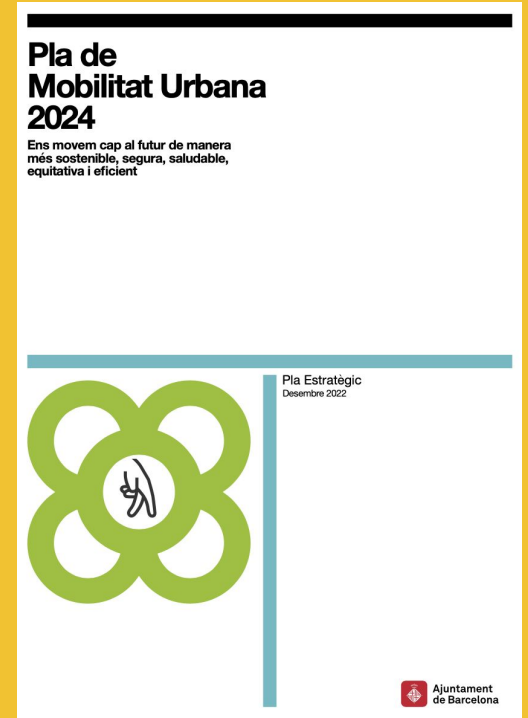 Pla de
Mobilitat Urbana
2024
Ens movem cap al futur de manera
més sostenible, segura, saludable,
equitativa i eficient
Pla Estratègic
Desembre 2022
Ajuntament
de Barcelona